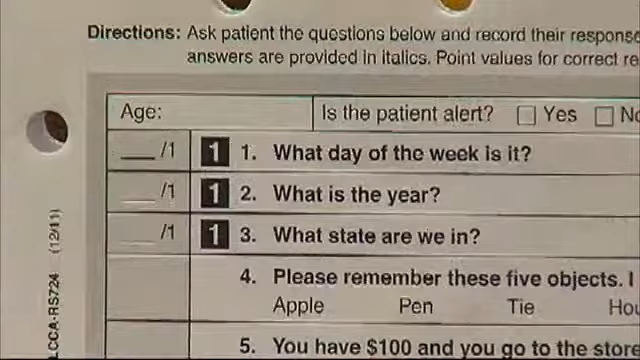 Directions: Ask patient the questions below and record their response
answers are provided in italics. Point values for correct re
Age: Is the patient alert? Yes No
/1 1 1. What day of the week is it?
/1 1 2. What is the year?
/1 1 3. What state are we in?
4. Please remember these five objects. I
Apple Pen Tie Hou
5. You have $100 and you go to the store
LCCA-RS724 (12/11)